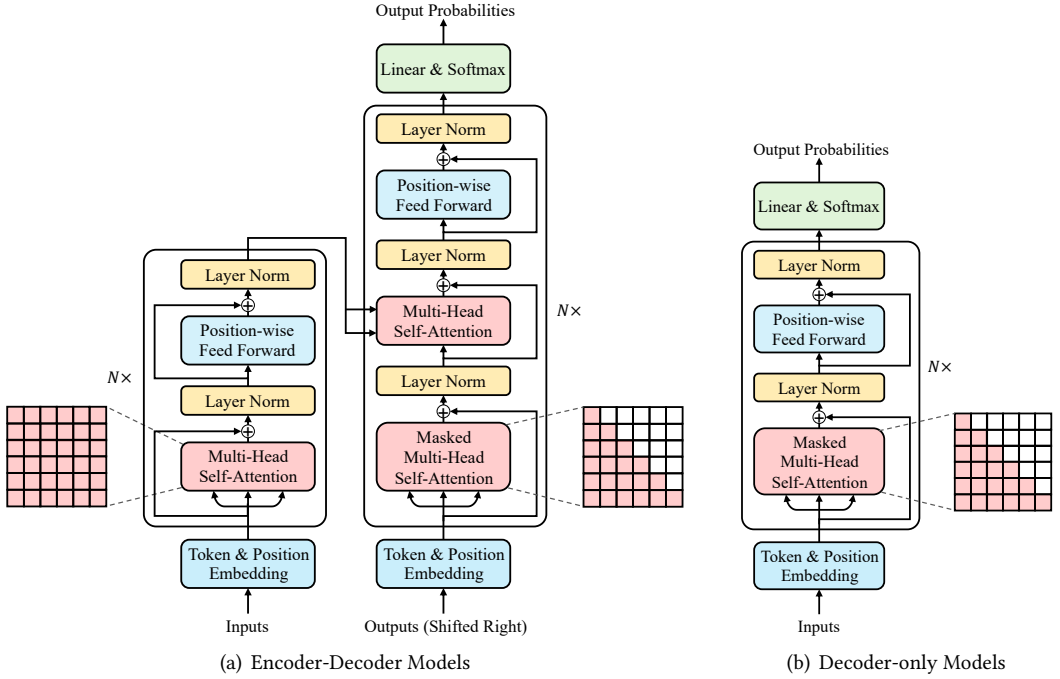 Output Probabilities
Linear & Softmax
Layer Norm
Position-wise
Feed Forward
Layer Norm
Multi-Head
Self-Attention
N×
Layer Norm
Masked
Multi-Head
Self-Attention
Token & Position
Embedding
Outputs (Shifted Right)
Layer Norm
Position-wise
Feed Forward
N×
Layer Norm
Multi-Head
Self-Attention
Token & Position
Embedding
Inputs
(a) Encoder-Decoder Models
Output Probabilities
Linear & Softmax
Layer Norm
Position-wise
Feed Forward
N×
Layer Norm
Masked
Multi-Head
Self-Attention
Token & Position
Embedding
Inputs
(b) Decoder-only Models